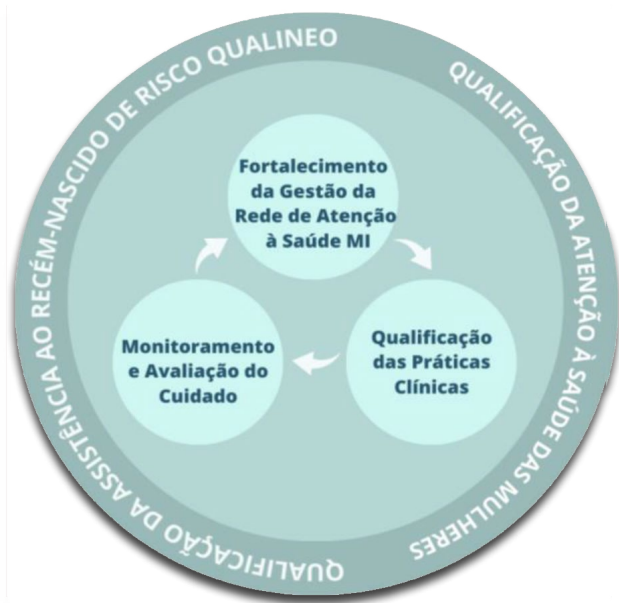 QUALIFICAÇÃO DA ASSISTÊNCIA AO RECÉM-NASCIDO DE RISCO QUALINEO
QUALIFICAÇÃO DA ATENÇÃO À SAÚDE DAS MULHERES
Fortalecimento
da Gestão da
Rede de Atenção
à Saúde MI
Qualificação
das Práticas
Clínicas
Monitoramento
e Avaliação do
Cuidado